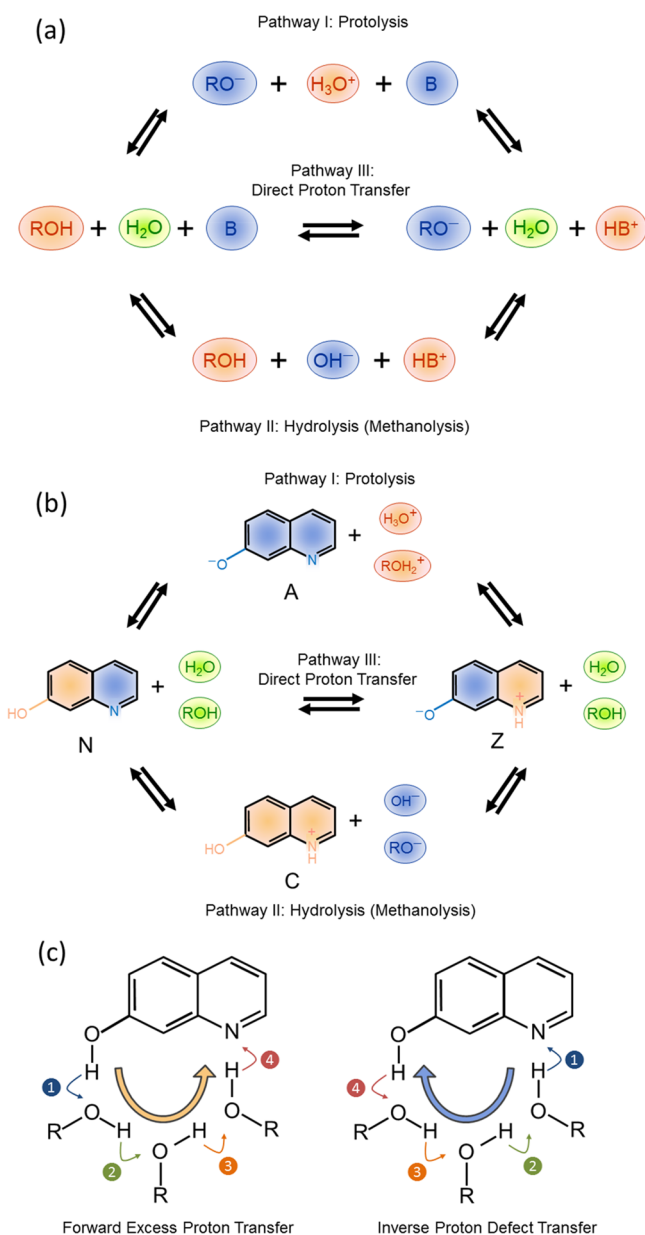 (a)
Pathway I: Protolysis
RO⁻ + H₃O⁺ + B
Pathway III:
Direct Proton Transfer
ROH + H₂O + B
RO⁻ + H₂O + HB⁺
ROH + OH⁻ + HB⁺
Pathway II: Hydrolysis (Methanolysis)
(b)
Pathway I: Protolysis
⁻O N + H₃O⁺
ROH₂⁺
A
Pathway III:
Direct Proton Transfer
HO N + H₂O
ROH
N
⁻O N⁺ H + H₂O
ROH
Z
HO N⁺ H + OH⁻
RO⁻
C
Pathway II: Hydrolysis (Methanolysis)
(c)
O N
H H
1 4
O H O
R H R
2 O 3
R
Forward Excess Proton Transfer
O N
H H
4 1
O H O
R H R
3 O 2
R
Inverse Proton Defect Transfer